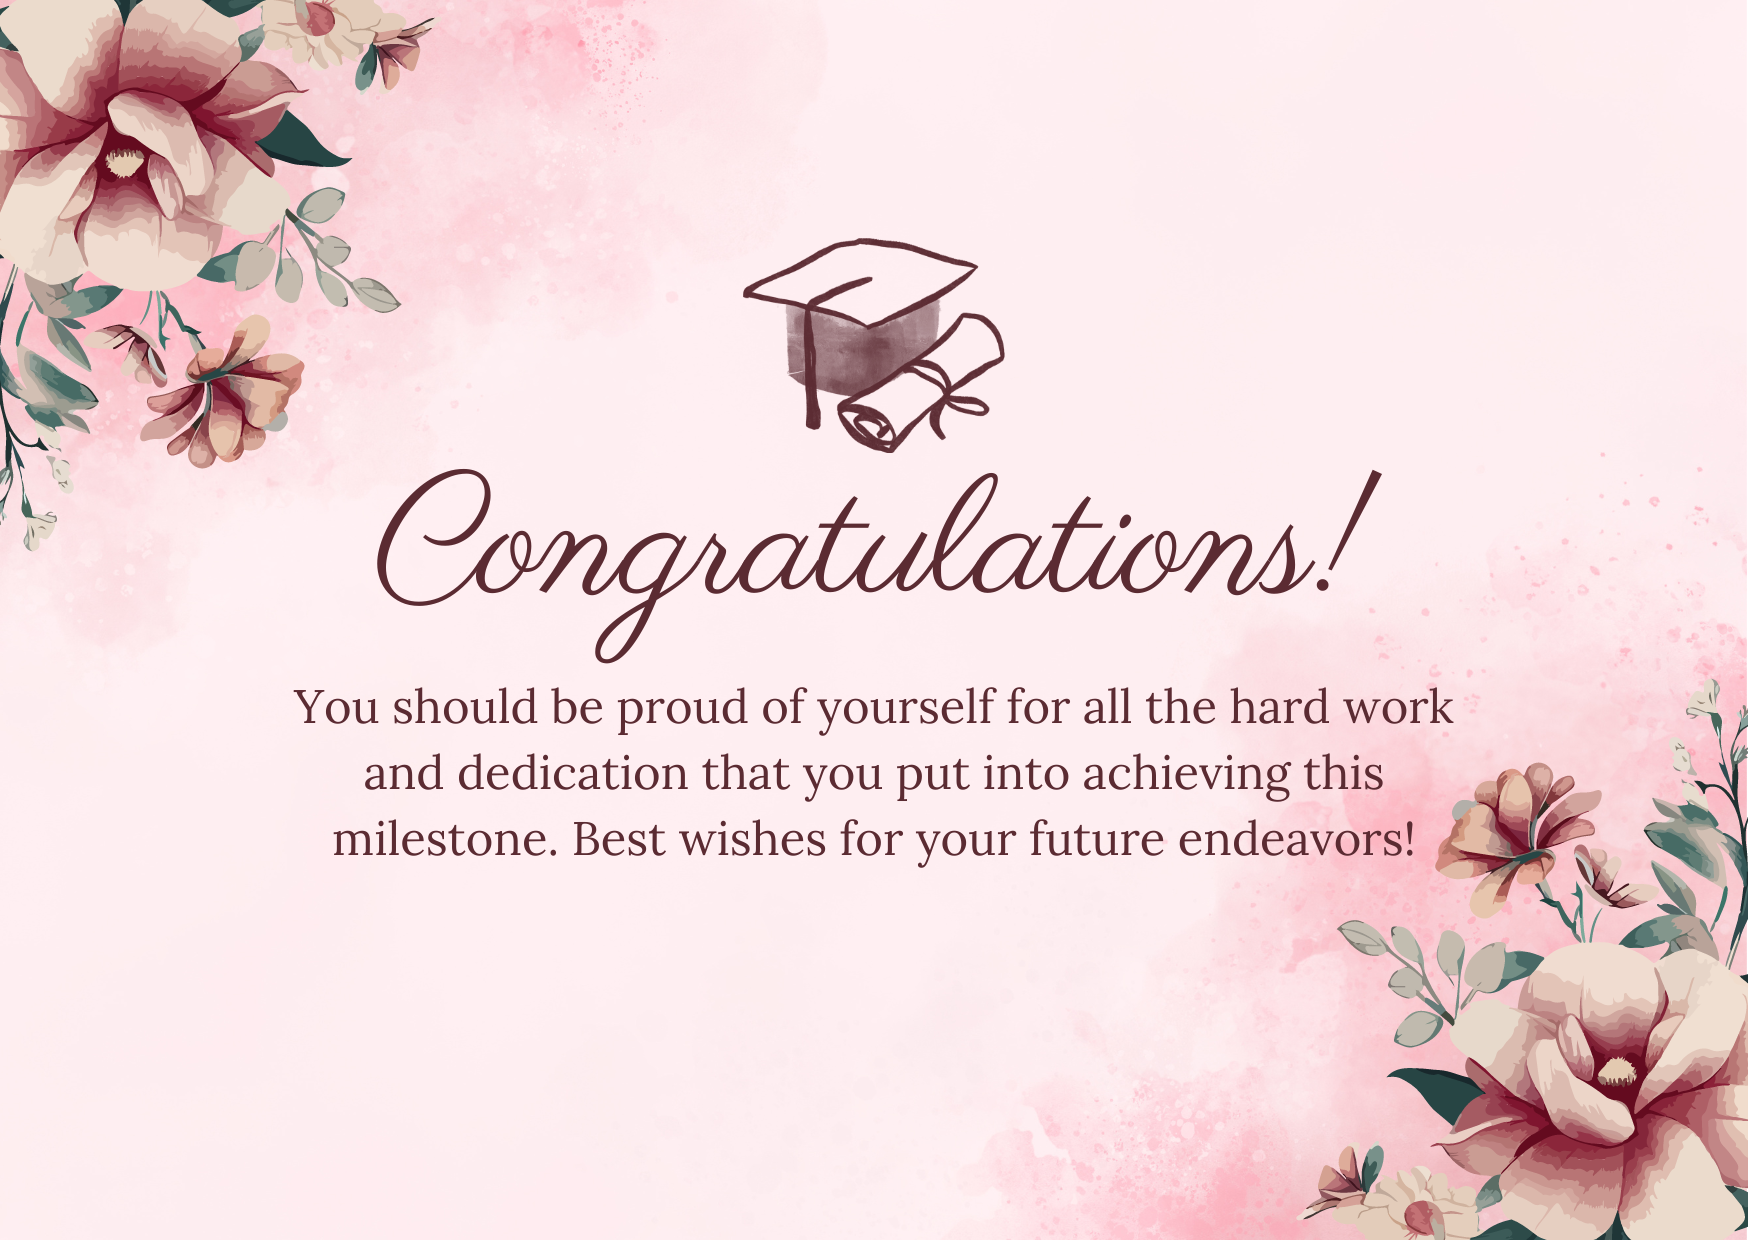 Congratulations!
You should be proud of yourself for all the hard work
and dedication that you put into achieving this
milestone. Best wishes for your future endeavors!